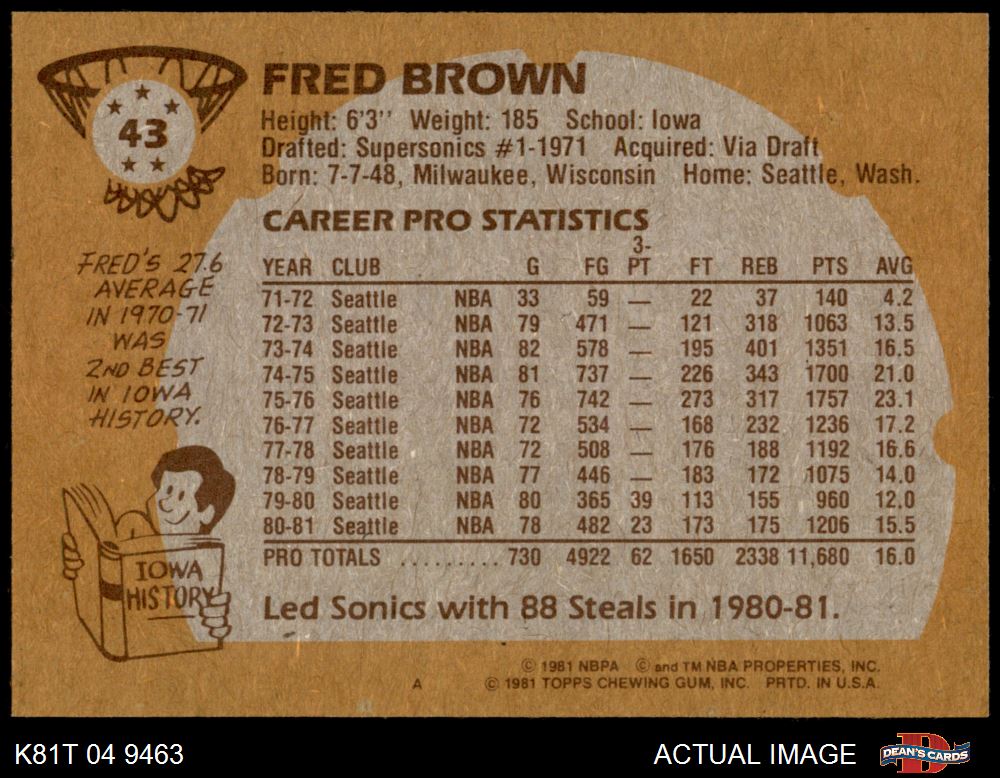 43
FRED BROWN
Height: 6'3'' Weight: 185 School: Iowa
Drafted: Supersonics #1-1971 Acquired: Via Draft
Born: 7-7-48, Milwaukee, Wisconsin Home: Seattle, Wash.
CAREER PRO STATISTICS
YEAR CLUB G FG 3-PT FT REB PTS AVG
71-72 Seattle NBA 33 59 — 22 37 140 4.2
72-73 Seattle NBA 79 471 — 121 318 1063 13.5
73-74 Seattle NBA 82 578 — 195 401 1351 16.5
74-75 Seattle NBA 81 737 — 226 343 1700 21.0
75-76 Seattle NBA 76 742 — 273 317 1757 23.1
76-77 Seattle NBA 72 534 — 168 232 1236 17.2
77-78 Seattle NBA 72 508 — 176 188 1192 16.6
78-79 Seattle NBA 77 446 — 183 172 1075 14.0
79-80 Seattle NBA 80 365 39 113 155 960 12.0
80-81 Seattle NBA 78 482 23 173 175 1206 15.5
PRO TOTALS .......... 730 4922 62 1650 2338 11,680 16.0
Led Sonics with 88 Steals in 1980-81.
FRED'S 27.6
AVERAGE
IN 1970-71
WAS
2ND BEST
IN IOWA
HISTORY.
IOWA
HISTORY
© 1981 NBPA © and TM NBA PROPERTIES, INC.
A © 1981 TOPPS CHEWING GUM, INC. PRTD. IN U.S.A.
K81T 04 9463 ACTUAL IMAGE
D
DEAN'S CARDS